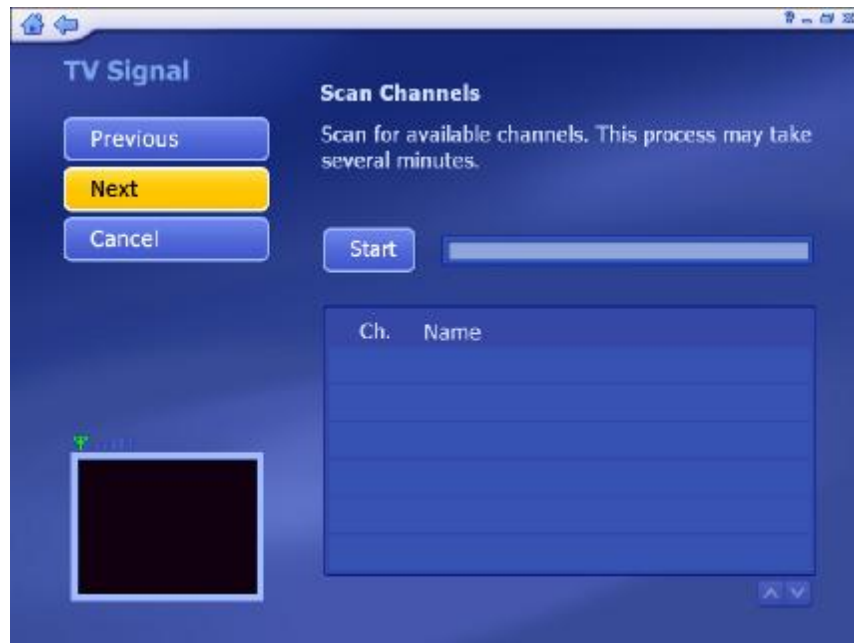 TV Signal
Previous
Next
Cancel
Scan Channels
Scan for available channels. This process may take
several minutes.
Start
Ch. Name